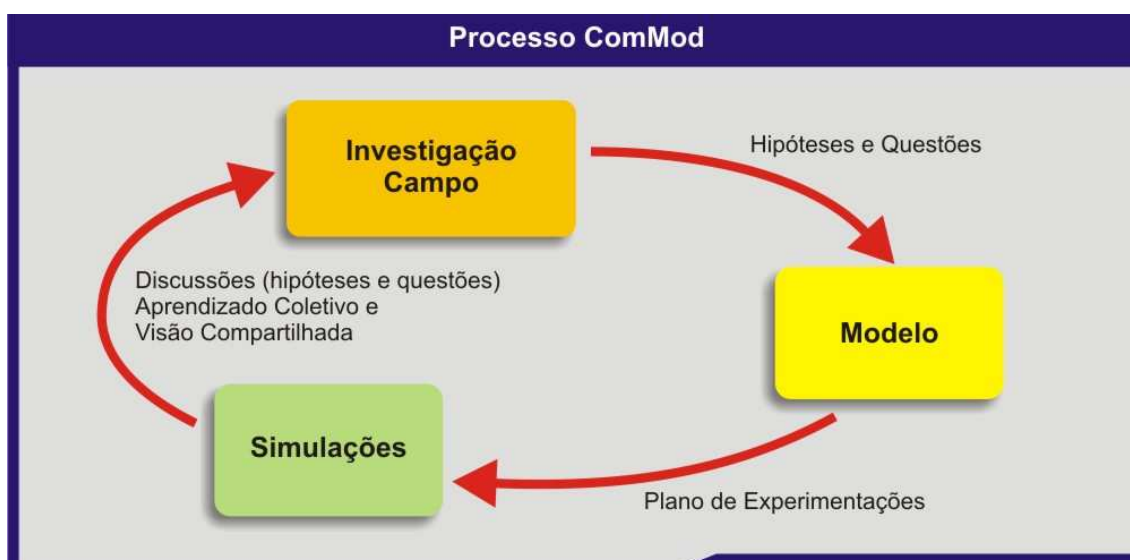 Processo ComMod
Investigação
Campo
Hipóteses e Questões
Discussões (hipóteses e questões)
Aprendizado Coletivo e
Visão Compartilhada
Modelo
Simulações
Plano de Experimentações